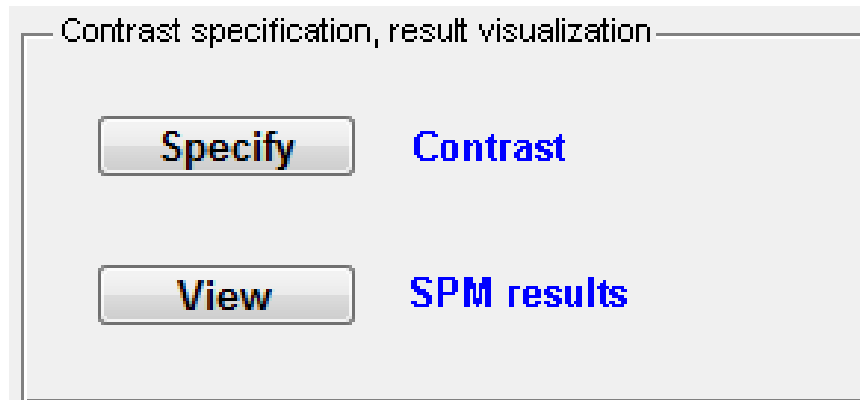 Contrast specification, result visualization
Specify Contrast
View SPM results